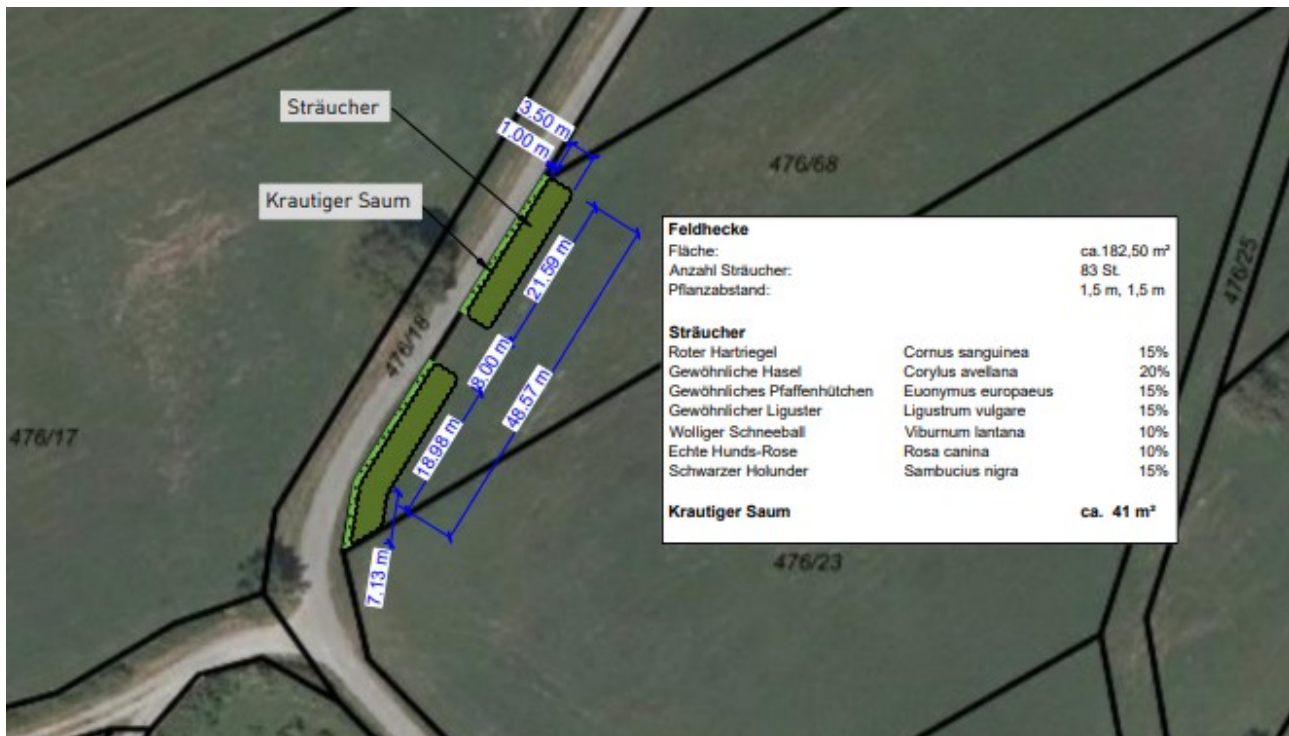 Sträucher
3.50 m
1.00 m
476/68
Krautiger Saum
476/25
21.59 m
476/18
8.00 m
48.57 m
476/17
18.98 m
7.13 m
476/23
Feldhecke
Fläche: ca.182,50 m²
Anzahl Sträucher: 83 St.
Pflanzabstand: 1,5 m, 1,5 m
Sträucher
Roter Hartriegel Cornus sanguinea 15%
Gewöhnliche Hasel Corylus avellana 20%
Gewöhnliches Pfaffenhütchen Euonymus europaeus 15%
Gewöhnlicher Liguster Ligustrum vulgare 15%
Wolliger Schneeball Viburnum lantana 10%
Echte Hunds-Rose Rosa canina 10%
Schwarzer Holunder Sambucius nigra 15%
Krautiger Saum ca. 41 m²